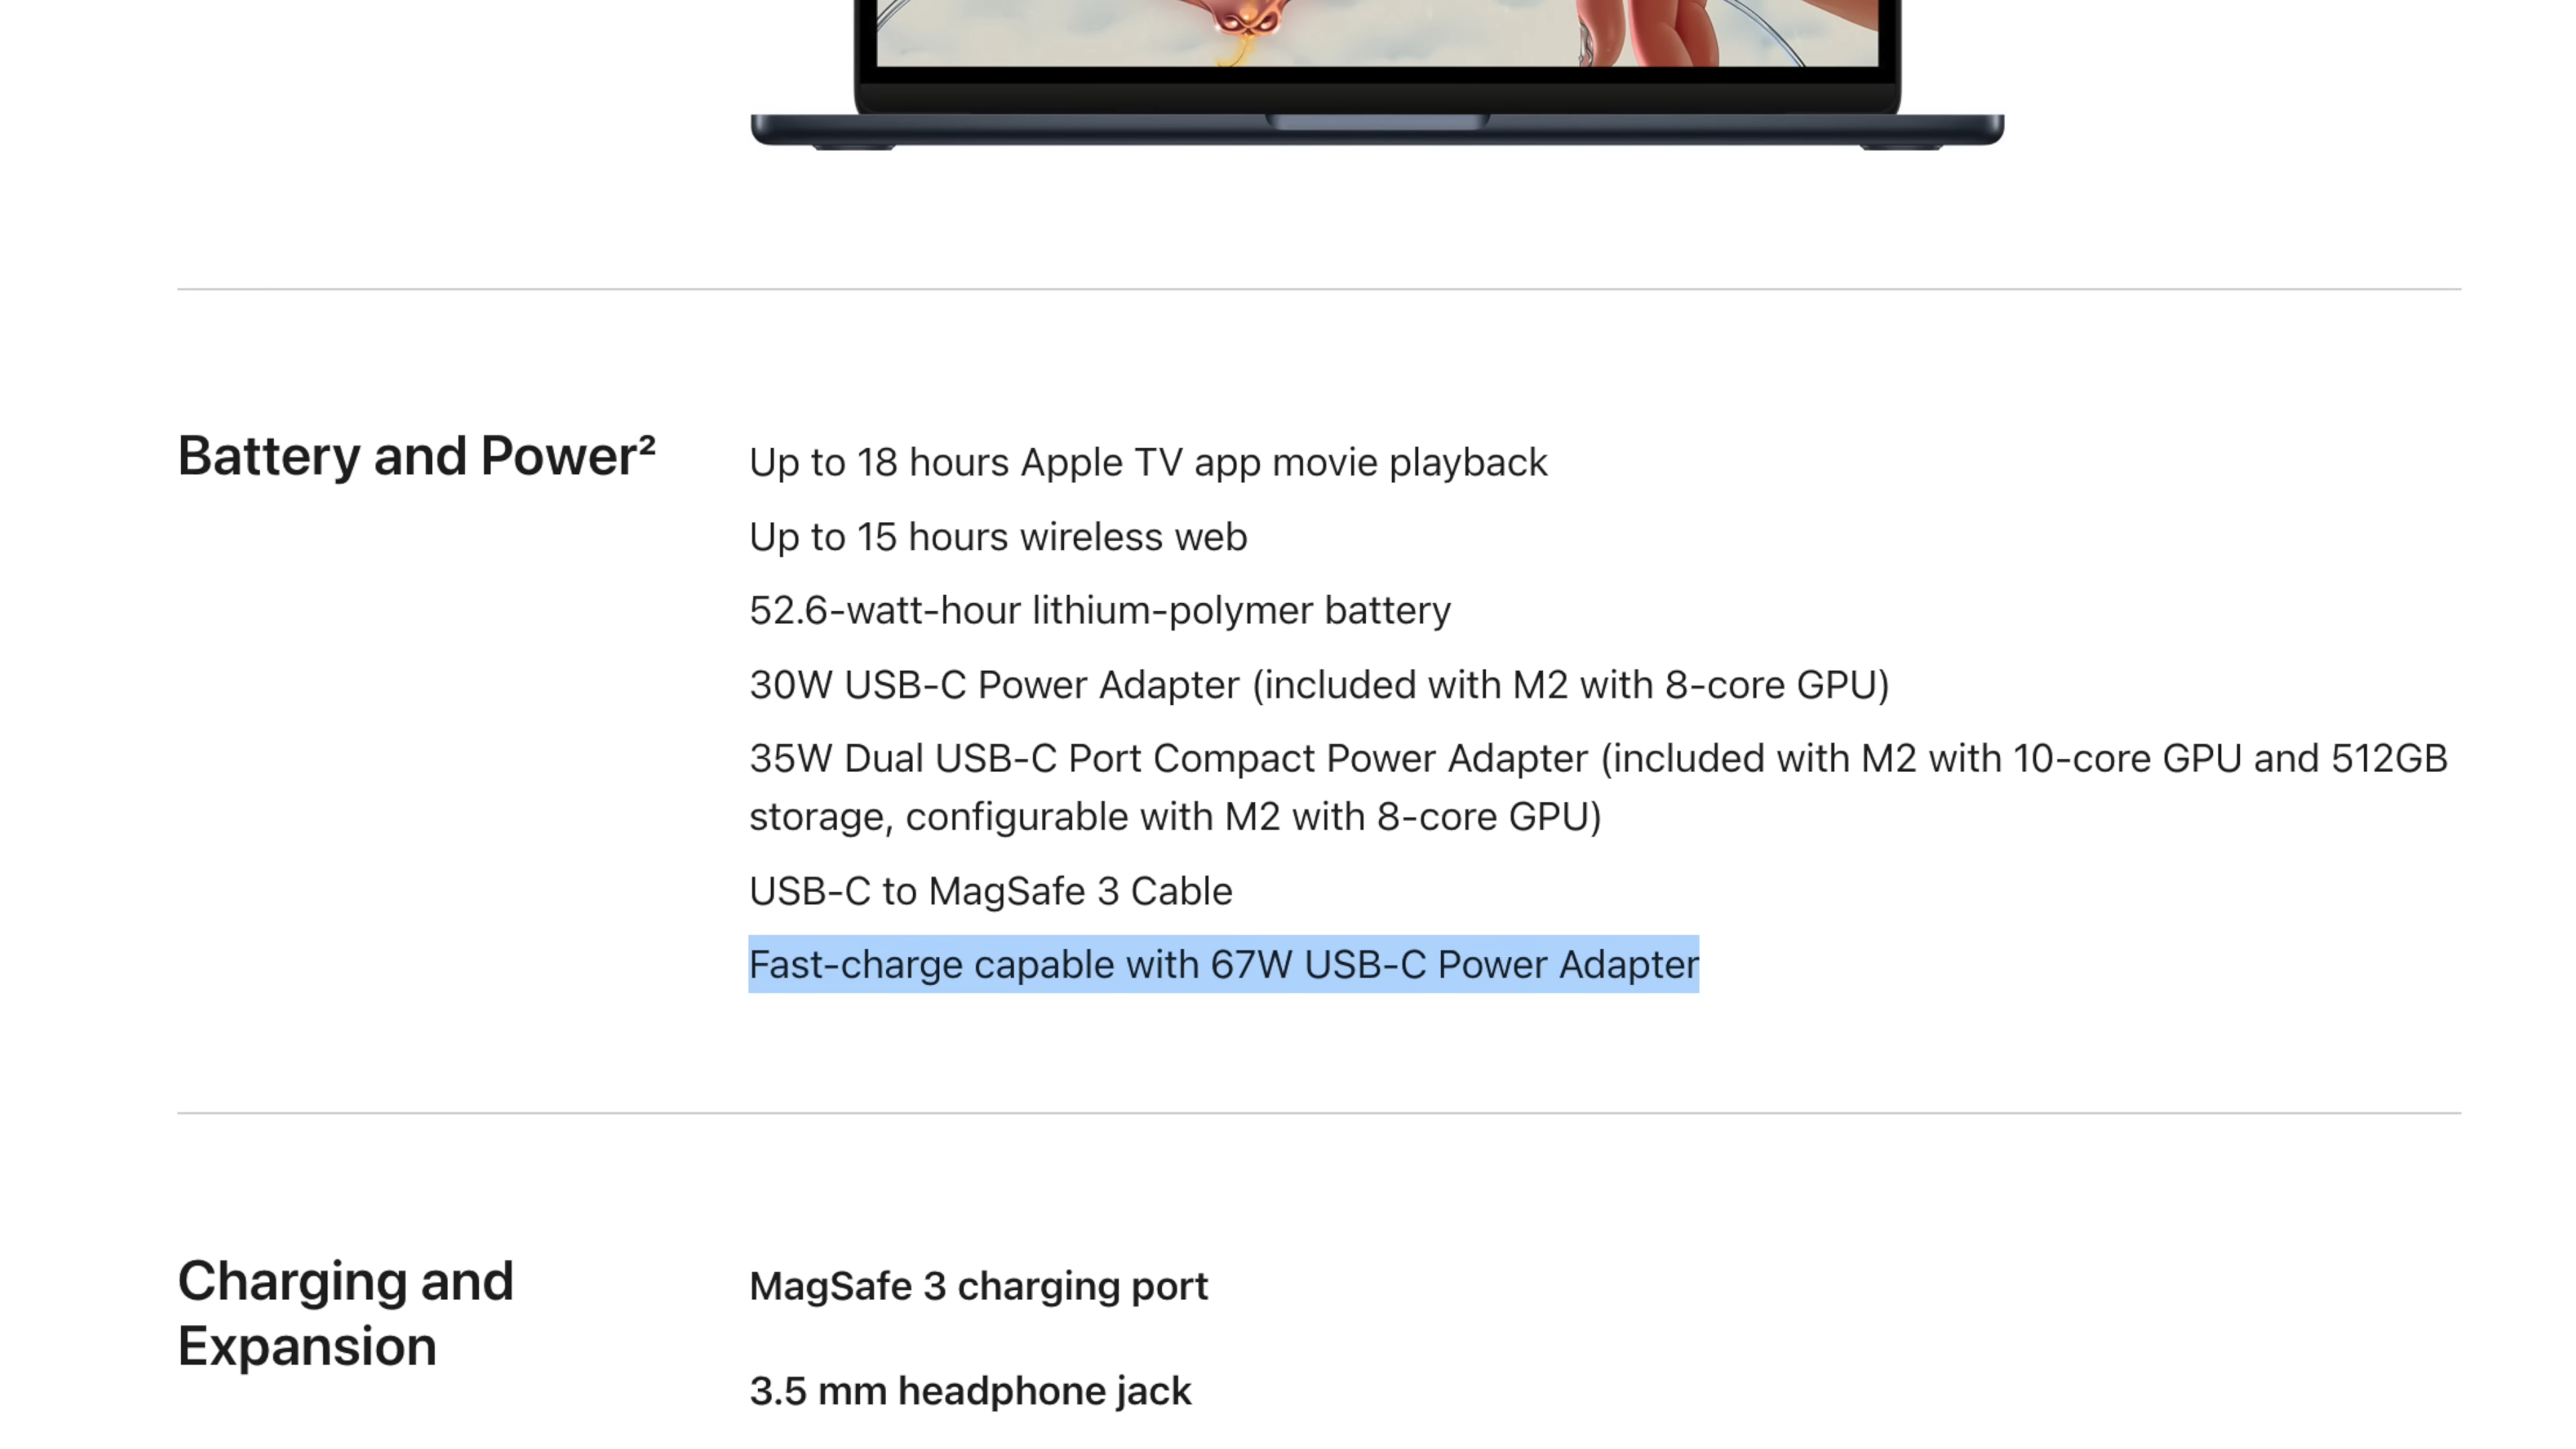 Battery and Power²
Up to 18 hours Apple TV app movie playback
Up to 15 hours wireless web
52.6-watt-hour lithium-polymer battery
30W USB-C Power Adapter (included with M2 with 8-core GPU)
35W Dual USB-C Port Compact Power Adapter (included with M2 with 10-core GPU and 512GB
storage, configurable with M2 with 8-core GPU)
USB-C to MagSafe 3 Cable
Fast-charge capable with 67W USB-C Power Adapter
Charging and
Expansion
MagSafe 3 charging port
3.5 mm headphone jack